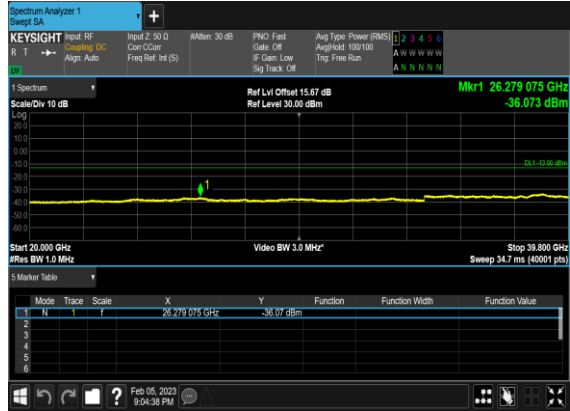 Spectrum Analyzer 1
Swept SA
+
KEYSIGHT Input: RF Input Z: 50 Ω #Atten: 30 dB PNO: Fast Avg Type: Power (RMS) 1 2 3 4 5 6
R T Coupling: DC Corr CCorr Gate: Off Avg|Hold: 100/100 A W W W W W
Align: Auto Freq Ref: Int (S) IF Gain: Low Trig: Free Run
LV Sig Track: Off A N N N N N
1 Spectrum Ref Lvl Offset 15.67 dB Mkr1 26.279 075 GHz
Scale/Div 10 dB Ref Level 30.00 dBm -36.073 dBm
Log
20.0
10.0
0.00
-10.0
DL1 -13.00 dBm
-20.0
-30.0
1
-40.0
-50.0
-60.0
Start 20.000 GHz Video BW 3.0 MHz* Stop 39.800 GHz
#Res BW 1.0 MHz Sweep 34.7 ms (40001 pts)
5 Marker Table
Mode Trace Scale X Y Function Function Width Function Value
1 N 1 f 26.279 075 GHz -36.07 dBm
2
3
4
5
6
? Feb 05, 2023
9:04:38 PM